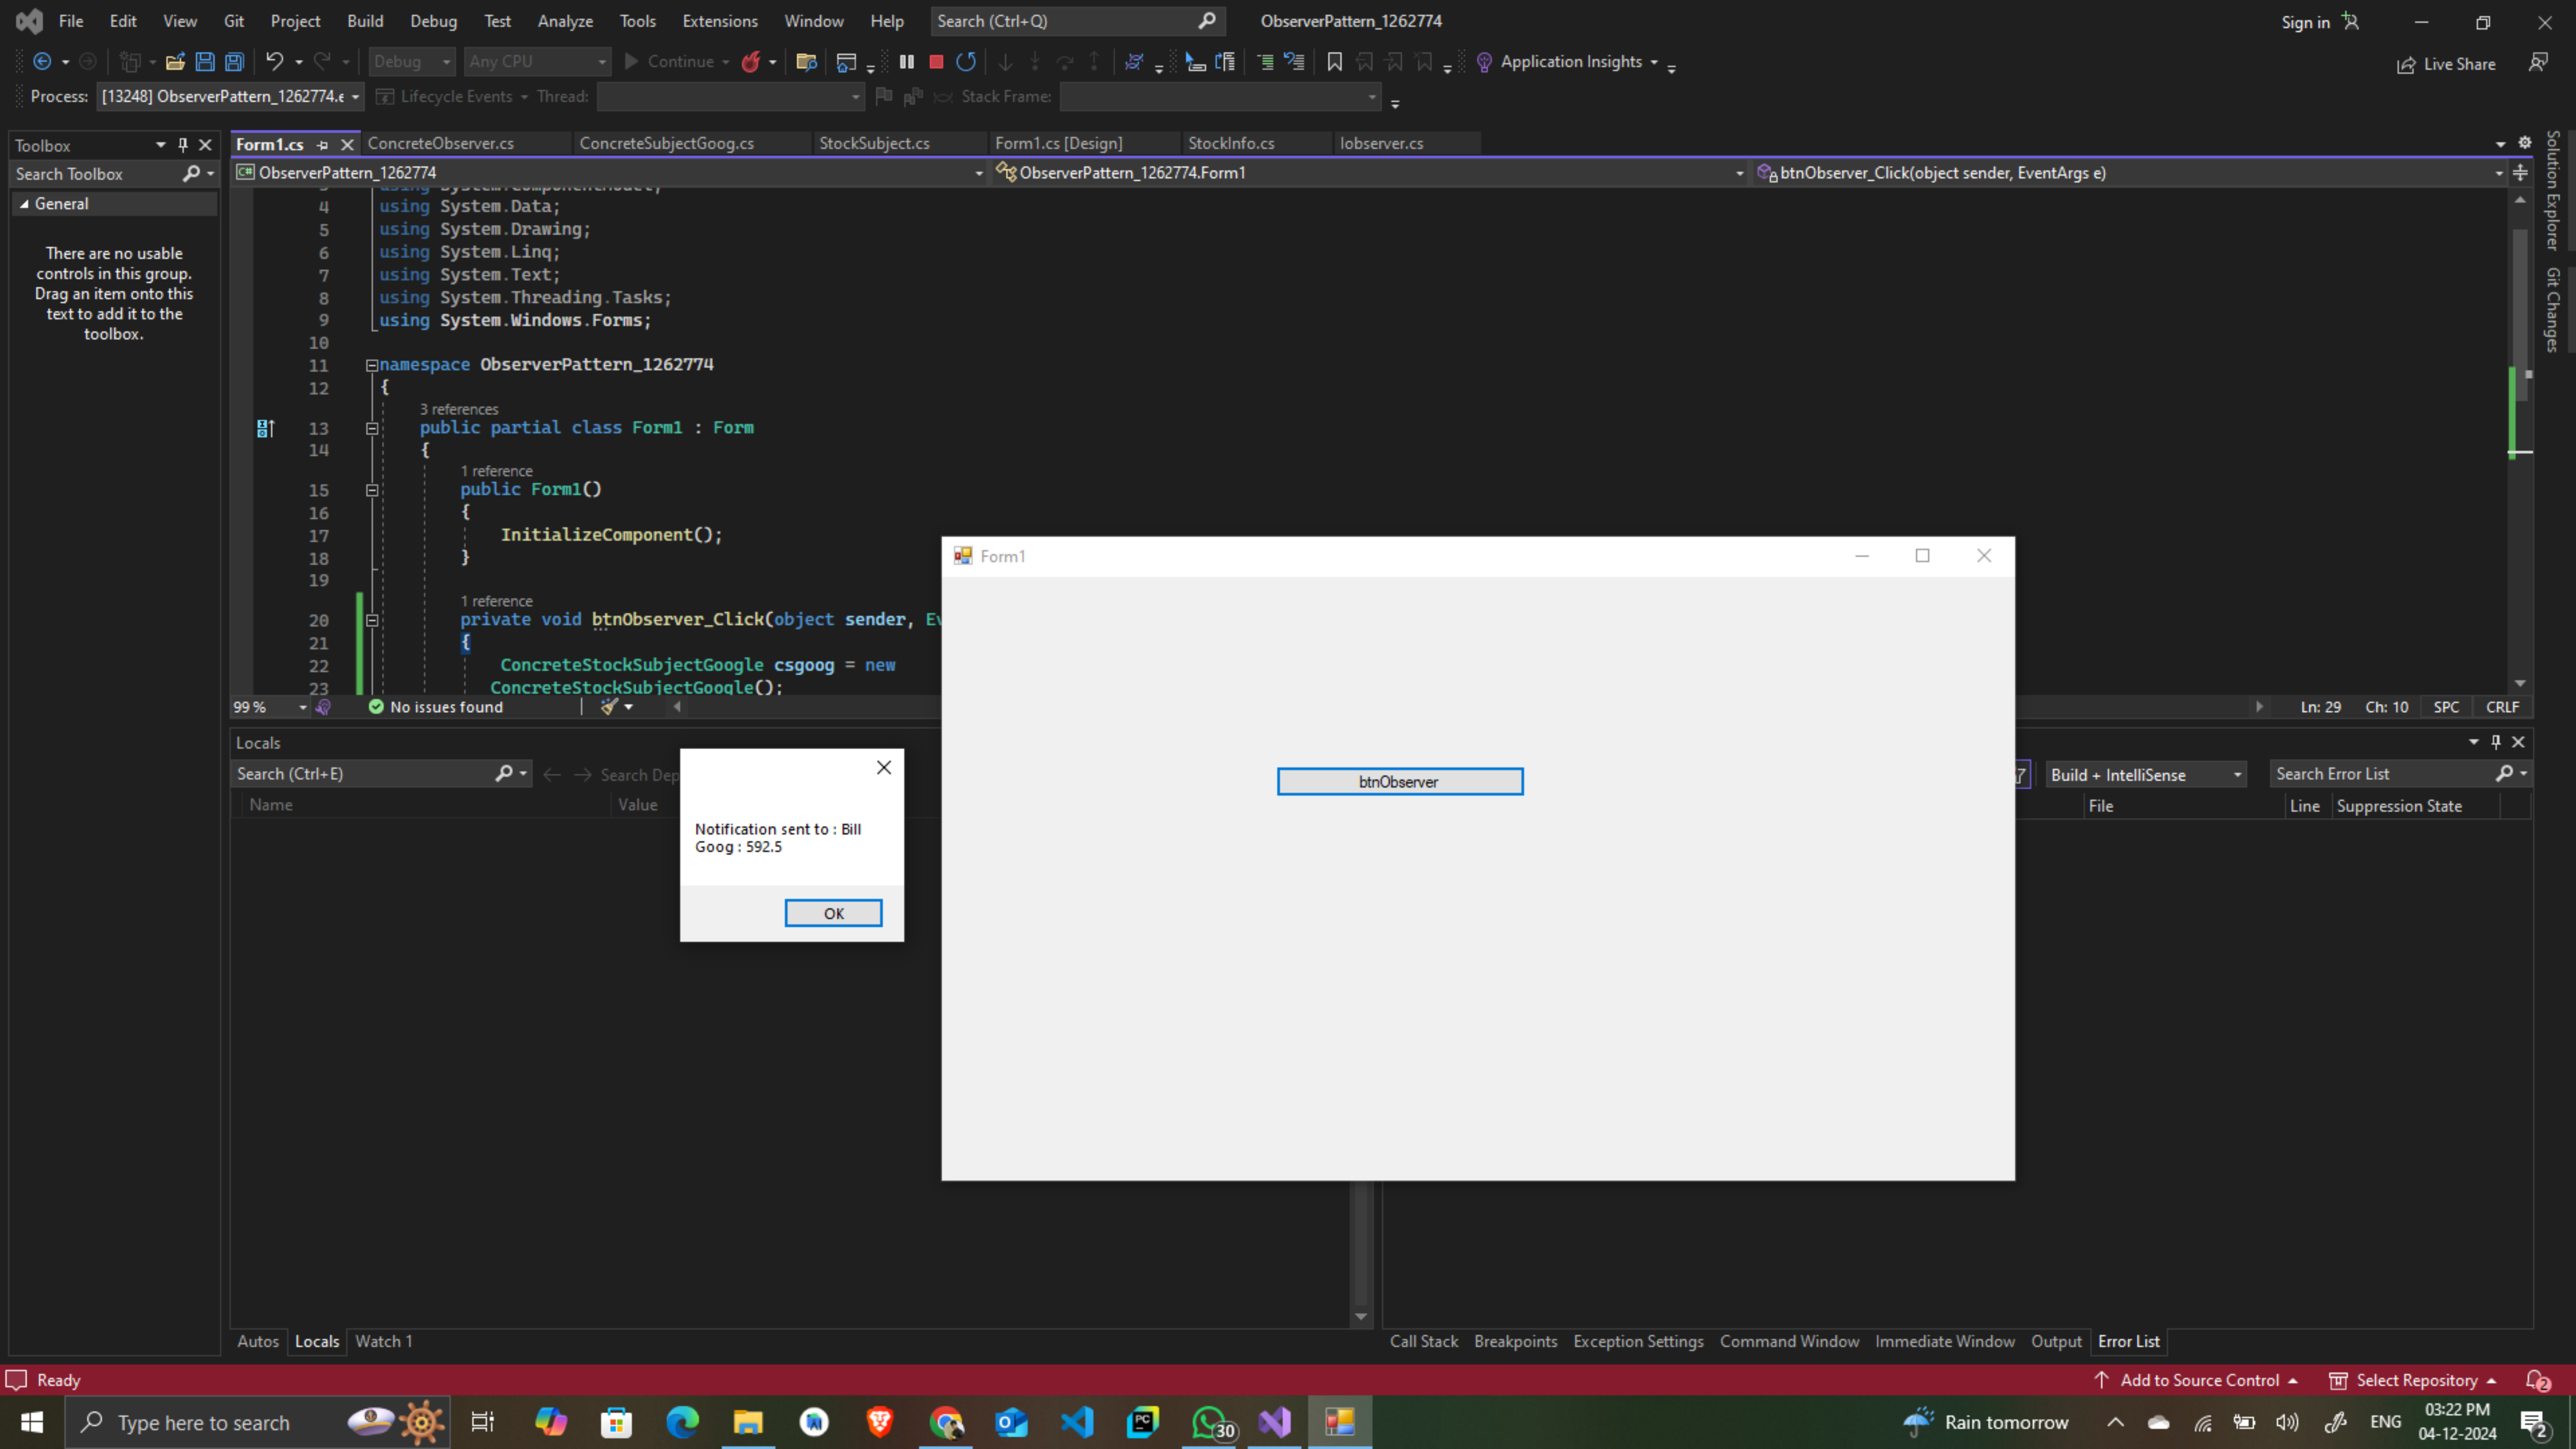 File Edit View Git Project Build Debug Test Analyze Tools Extensions Window Help Search (Ctrl+Q) ObserverPattern_1262774 Sign in
Debug Any CPU Continue Application Insights Live Share
Process: [13248] ObserverPattern_1262774.e Lifecycle Events Thread: Stack Frame:
Toolbox
Search Toolbox
General
There are no usable
controls in this group.
Drag an item onto this
text to add it to the
toolbox.
Form1.cs ConcreteObserver.cs ConcreteSubjectGoog.cs StockSubject.cs Form1.cs [Design] StockInfo.cs Iobserver.cs
C# ObserverPattern_1262774 ObserverPattern_1262774.Form1 btnObserver_Click(object sender, EventArgs e)
3 using System.ComponentModel;
4 using System.Data;
5 using System.Drawing;
6 using System.Linq;
7 using System.Text;
8 using System.Threading.Tasks;
9 using System.Windows.Forms;
10
11 namespace ObserverPattern_1262774
12 {
3 references
13 public partial class Form1 : Form
14 {
1 reference
15 public Form1()
16 {
17 InitializeComponent();
18 }
19
1 reference
20 private void btnObserver_Click(object sender, Ev
21 {
22 ConcreteStockSubjectGoogle csgoog = new
23 ConcreteStockSubjectGoogle();
99 % No issues found Ln: 29 Ch: 10 SPC CRLF
Solution Explorer
Git Changes
Form1
btnObserver
Locals
Search (Ctrl+E) Search Dep
Name Value
Notification sent to : Bill
Goog : 592.5
OK
Build + IntelliSense Search Error List
File Line Suppression State
Autos Locals Watch 1
Call Stack Breakpoints Exception Settings Command Window Immediate Window Output Error List
Ready Add to Source Control Select Repository 2
Type here to search PC 30 Rain tomorrow ENG 03:22 PM
04-12-2024 2